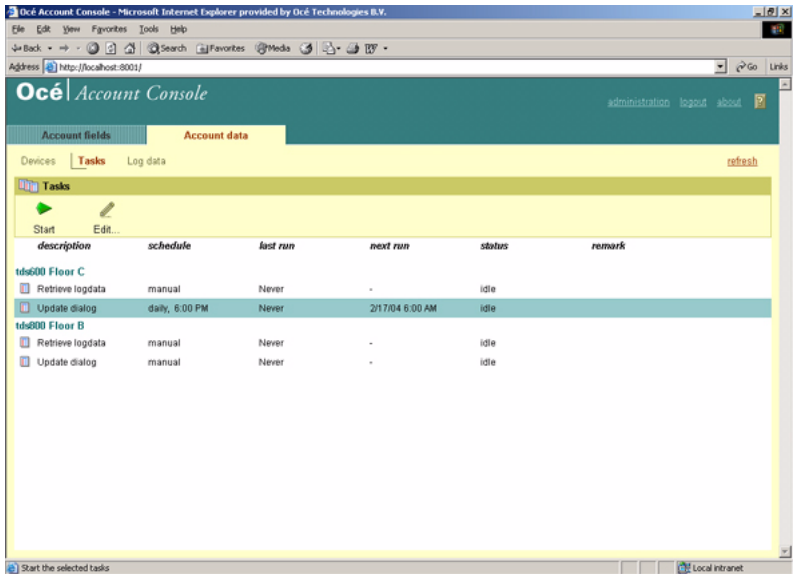 Océ Account Console - Microsoft Internet Explorer provided by Océ Technologies B.V.
File Edit View Favorites Tools Help
Back Search Favorites Media
Address http://localhost:8001/ Go Links
Océ Account Console
administration logout about ?
Account fields Account data
Devices Tasks Log data refresh
Tasks
Start Edit...
description schedule last run next run status remark
tds600 Floor C
Retrieve logdata manual Never - idle
Update dialog daily, 6:00 PM Never 2/17/04 6:00 AM idle
tds800 Floor B
Retrieve logdata manual Never - idle
Update dialog manual Never - idle
Start the selected tasks Local intranet